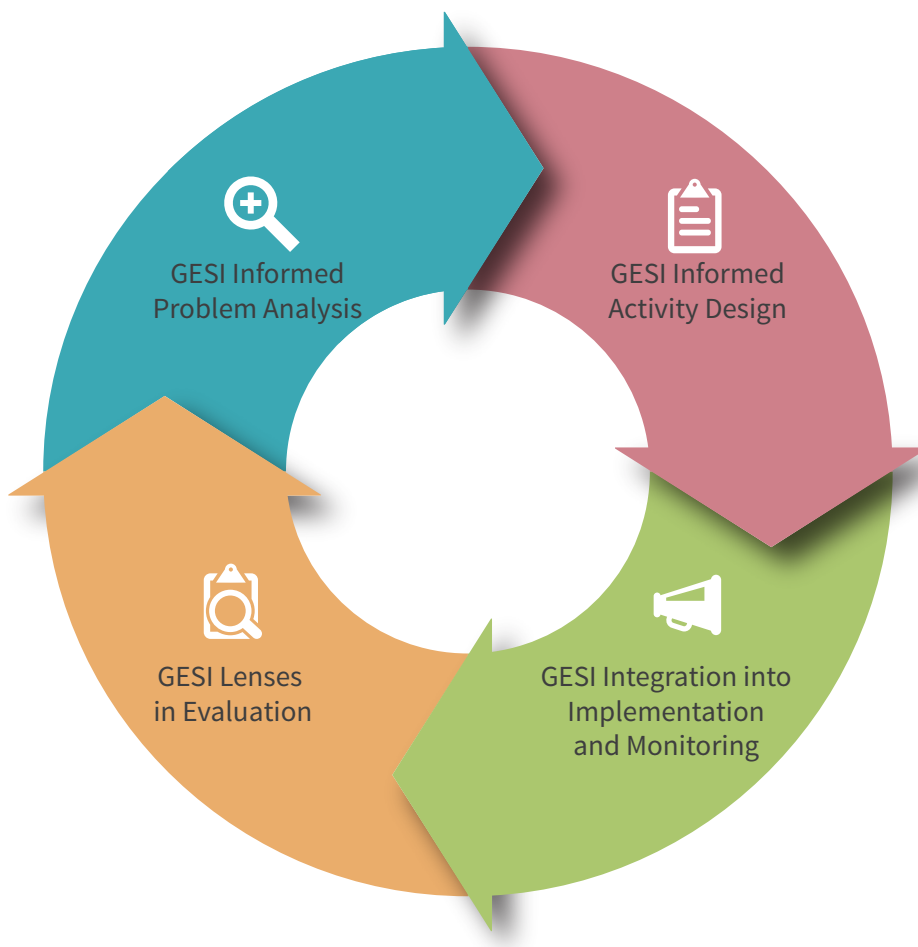 GESI Informed
Problem Analysis
GESI Informed
Activity Design
GESI Integration into
Implementation
and Monitoring
GESI Lenses
in Evaluation